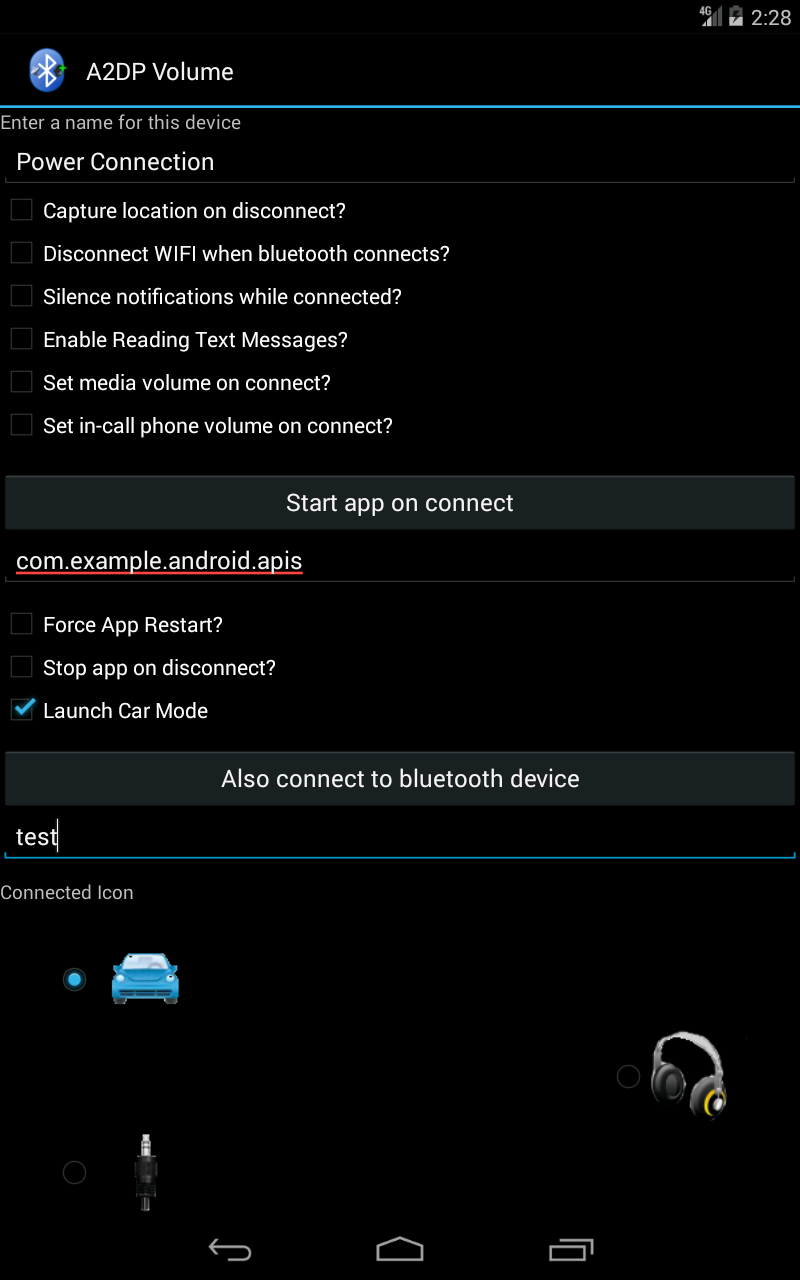 4G 2:28
A2DP Volume
Enter a name for this device
Power Connection
Capture location on disconnect?
Disconnect WIFI when bluetooth connects?
Silence notifications while connected?
Enable Reading Text Messages?
Set media volume on connect?
Set in-call phone volume on connect?
Start app on connect
com.example.android.apis
Force App Restart?
Stop app on disconnect?
Launch Car Mode
Also connect to bluetooth device
test
Connected Icon